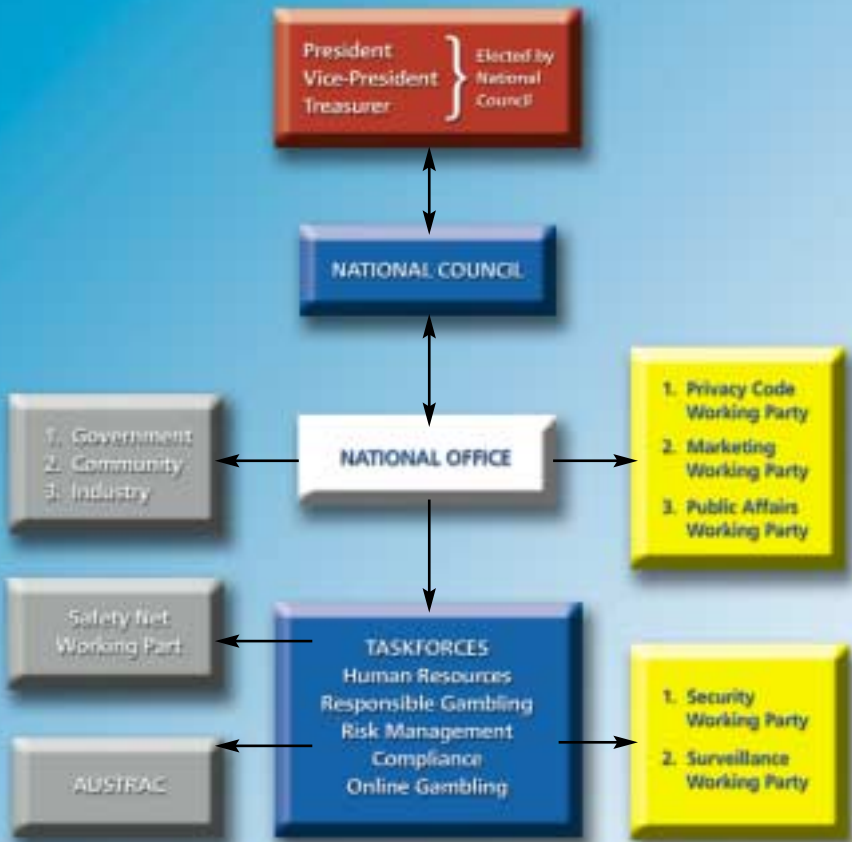 President
Vice-President
Treasurer
Elected by
National
Council
NATIONAL COUNCIL
1. Government
2. Community
3. Industry
NATIONAL OFFICE
1. Privacy Code
Working Party
2. Marketing
Working Party
3. Public Affairs
Working Party
Safety Net
Working Part
AUSTRAC
TASKFORCES
Human Resources
Responsible Gambling
Risk Management
Compliance
Online Gambling
1. Security
Working Party
2. Surveillance
Working Party